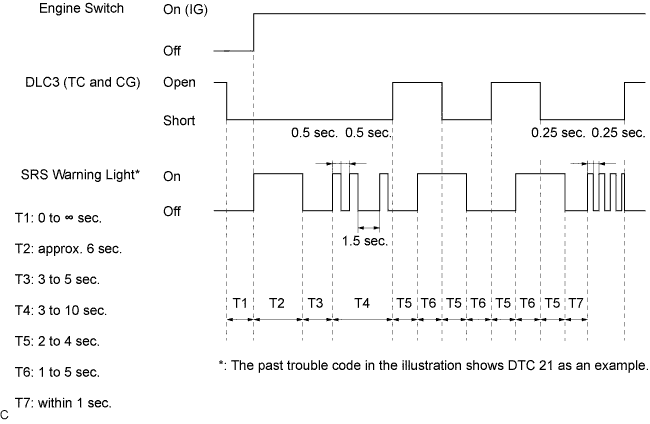 Engine Switch
On (IG)
Off
DLC3 (TC and CG)
Open
Short
0.5 sec. 0.5 sec.
0.25 sec. 0.25 sec.
SRS Warning Light*
On
Off
1.5 sec.
T1: 0 to ∞ sec.
T2: approx. 6 sec.
T3: 3 to 5 sec.
T4: 3 to 10 sec.
T5: 2 to 4 sec.
T6: 1 to 5 sec.
T7: within 1 sec.
T1 T2 T3 T4 T5 T6 T5 T6 T5 T6 T5 T7
*: The past trouble code in the illustration shows DTC 21 as an example.
C